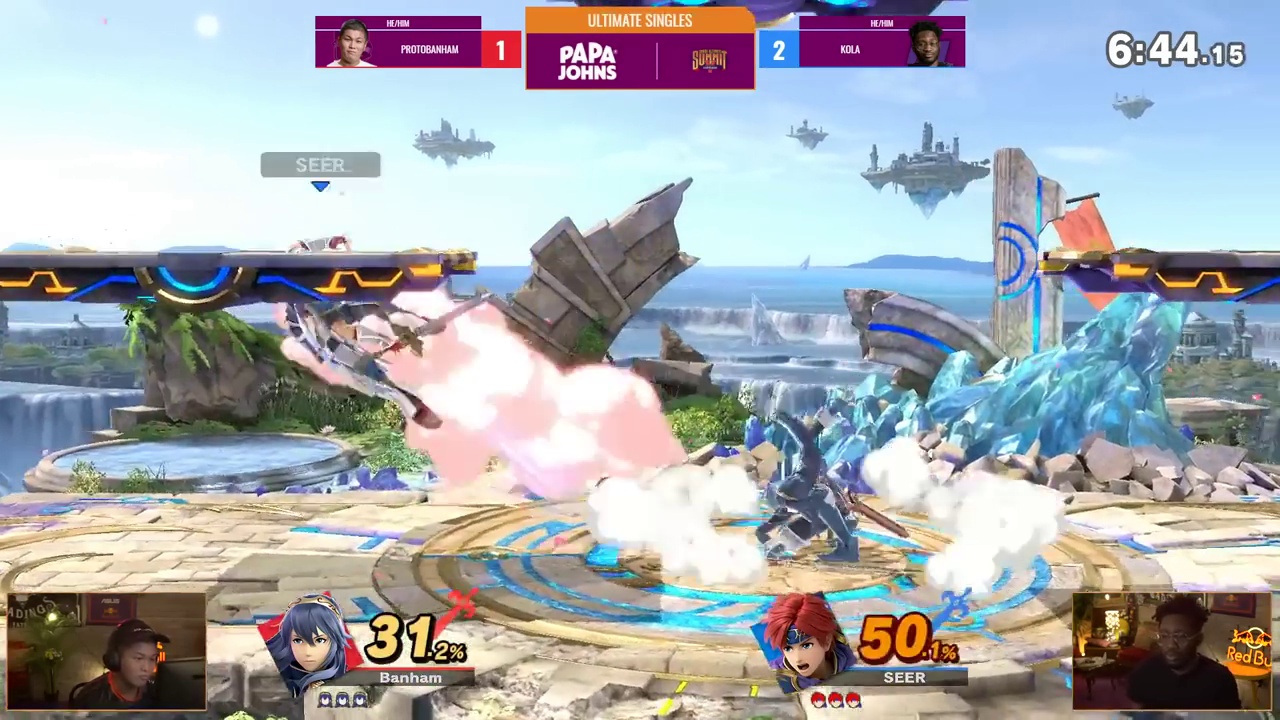 HE/HIM
PROTOBANHAM
1
ULTIMATE SINGLES
PAPA JOHNS
SUMMIT
2
HE/HIM
KOLA
6:44.15
SEER
31.2%
Banham
50.1%
SEER
Red Bu